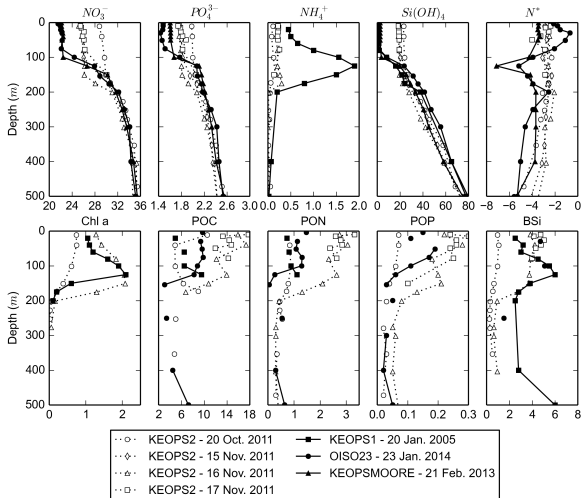 NO₃⁻ PO₄³⁻ NH₄⁺ Si(OH)₄ N*
0
100
200
300
400
500
Depth (m)
20 24 28 32 36 1.4 1.8 2.2 2.6 3.0 0.0 0.5 1.0 1.5 2.0 0 20 40 60 80 −6 −4 −2 0
Chl a POC PON POP BSi
0
100
200
300
400
500
Depth (m)
0 1 2 2 6 10 14 18 0 1 2 3 0.0 0.1 0.2 0.3 0 2 4 6 8
KEOPS2 - 20 Oct. 2011 KEOPS1 - 20 Jan. 2005
KEOPS2 - 15 Nov. 2011 OISO23 - 23 Jan. 2014
KEOPS2 - 16 Nov. 2011 KEOPSMOORE - 21 Feb. 2013
KEOPS2 - 17 Nov. 2011